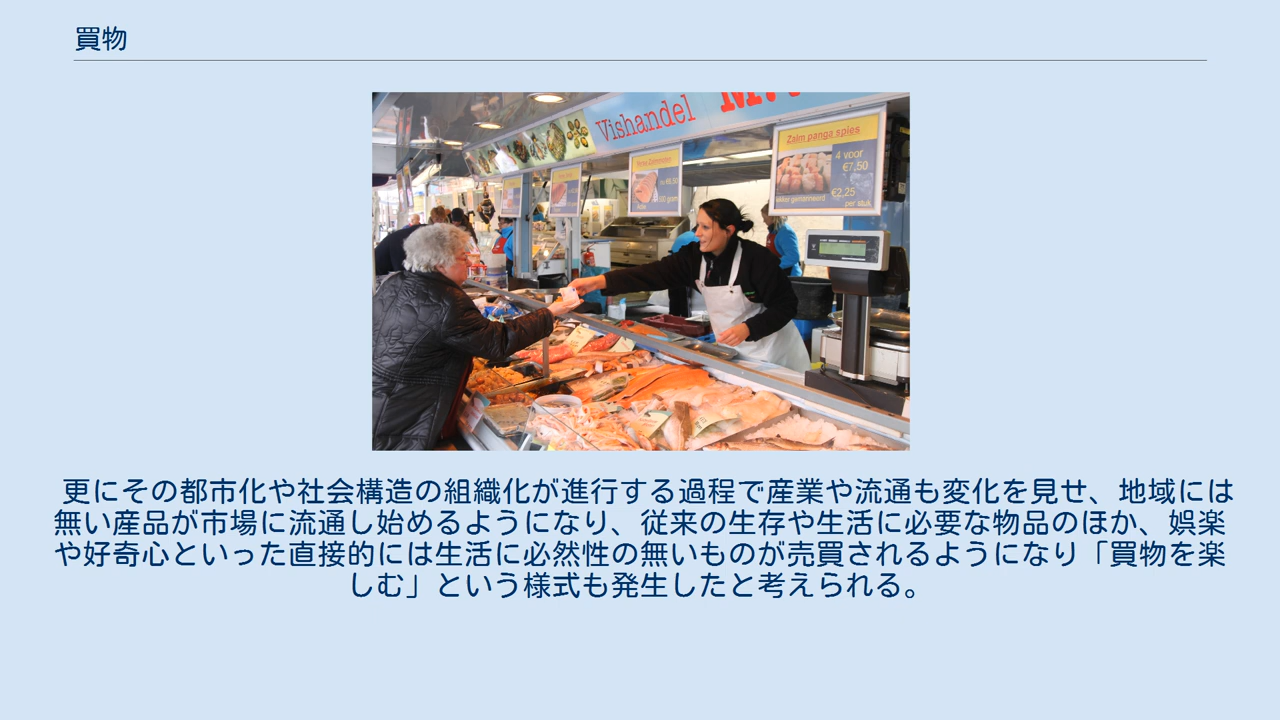 買物
Vishandel
Zalm panga spies
4 voor
€7,50
€2,25
per stuk
更にその都市化や社会構造の組織化が進行する過程で産業や流通も変化を見せ、地域には
無い産品が市場に流通し始めるようになり、従来の生存や生活に必要な物品のほか、娯楽
や好奇心といった直接的には生活に必然性の無いものが売買されるようになり「買物を楽
しむ」という様式も発生したと考えられる。